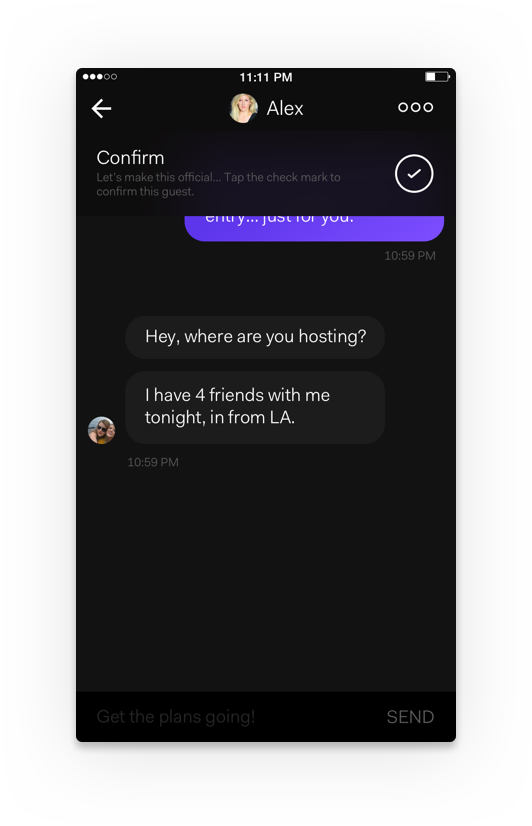 11:11 PM
Alex
Confirm
Let's make this official... Tap the check mark to
confirm this guest.
entry... just for you.
10:59 PM
Hey, where are you hosting?
I have 4 friends with me
tonight, in from LA.
10:59 PM
Get the plans going!
SEND